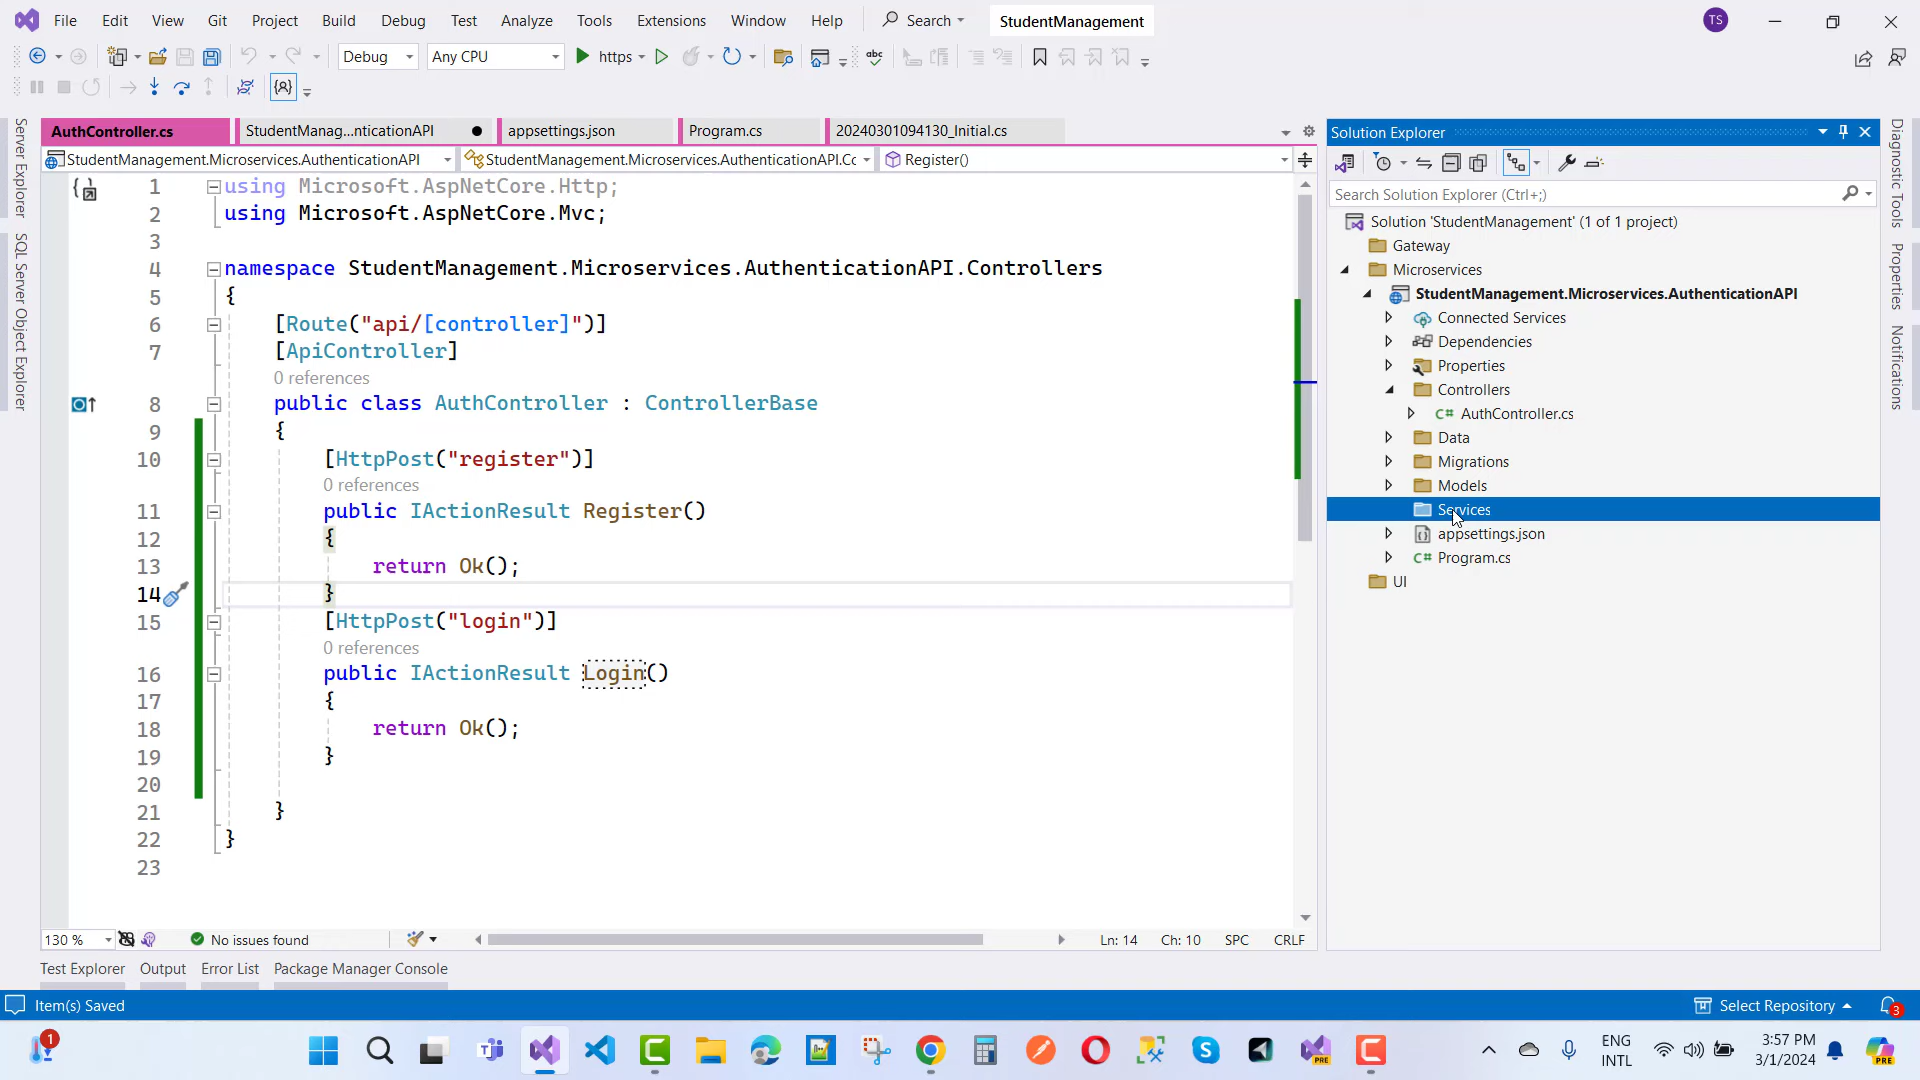 File Edit View Git Project Build Debug Test Analyze Tools Extensions Window Help Search StudentManagement TS
Debug Any CPU https
AuthController.cs StudentManag...nticationAPI appsettings.json Program.cs 20240301094130_Initial.cs
StudentManagement.Microservices.AuthenticationAPI StudentManagement.Microservices.AuthenticationAPI.Cc Register()
1 using Microsoft.AspNetCore.Http;
2 using Microsoft.AspNetCore.Mvc;
3
4 namespace StudentManagement.Microservices.AuthenticationAPI.Controllers
5 {
6 [Route("api/[controller]")]
7 [ApiController]
0 references
8 public class AuthController : ControllerBase
9 {
10 [HttpPost("register")]
0 references
11 public IActionResult Register()
12 {
13 return Ok();
14 }
15 [HttpPost("login")]
0 references
16 public IActionResult Login()
17 {
18 return Ok();
19 }
20
21 }
22 }
23
130 % No issues found Ln: 14 Ch: 10 SPC CRLF
Server Explorer
SQL Server Object Explorer
Solution Explorer
Search Solution Explorer (Ctrl+;)
Solution 'StudentManagement' (1 of 1 project)
Gateway
Microservices
StudentManagement.Microservices.AuthenticationAPI
Connected Services
Dependencies
Properties
Controllers
C# AuthController.cs
Data
Migrations
Models
Services
appsettings.json
C# Program.cs
UI
Diagnostic Tools
Properties
Notifications
Test Explorer Output Error List Package Manager Console
Item(s) Saved Select Repository 3
1
PRE
ENG
INTL
3:57 PM
3/1/2024
PRE